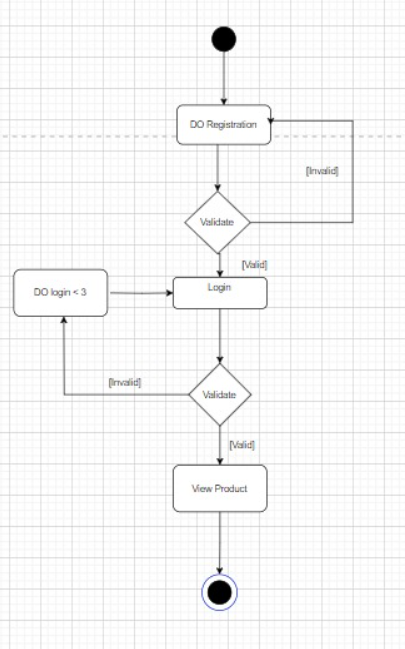 DO Registration
[Invalid]
Validate
[Valid]
Login
DO login < 3
Validate
[Invalid]
[Valid]
View Product